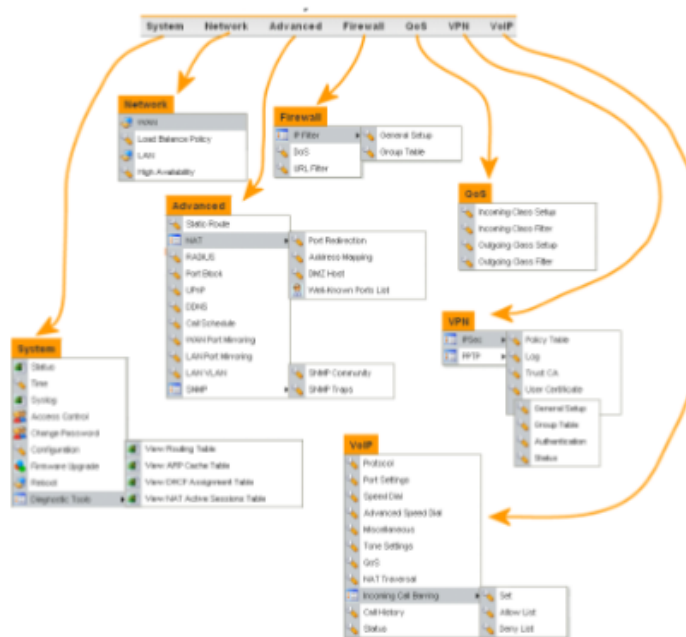 System Network Advanced Firewall QoS VPN VoIP
Network
WAN
Load Balance Policy
LAN
High Availability
Firewall
IP Filter
DoS
URL Filter
General Setup
Group Table
QoS
Incoming Class Setup
Incoming Class Filter
Outgoing Class Setup
Outgoing Class Filter
Advanced
Static Route
NAT
RADIUS
Port Block
UPnP
DDNS
Call Schedule
WAN Port Mirroring
LAN Port Mirroring
LAN VLAN
SNMP
Port Redirection
Address Mapping
DMZ Host
Well-Known Ports List
SNMP Community
SNMP Traps
VPN
IPSec
PPTP
Policy Table
Log
Trust CA
User Certificate
General Setup
Group Table
Authentication
Status
System
Status
Time
Syslog
Access Control
Change Password
Configuration
Firmware Upgrade
Reboot
Diagnostic Tools
View Routing Table
View ARP Cache Table
View DHCP Assignment Table
View NAT Active Sessions Table
VoIP
Protocol
Port Settings
Speed Dial
Advanced Speed Dial
Miscellaneous
Tone Settings
QoS
NAT Traversal
Incoming Call Barring
Call History
Status
Set
Allow List
Deny List